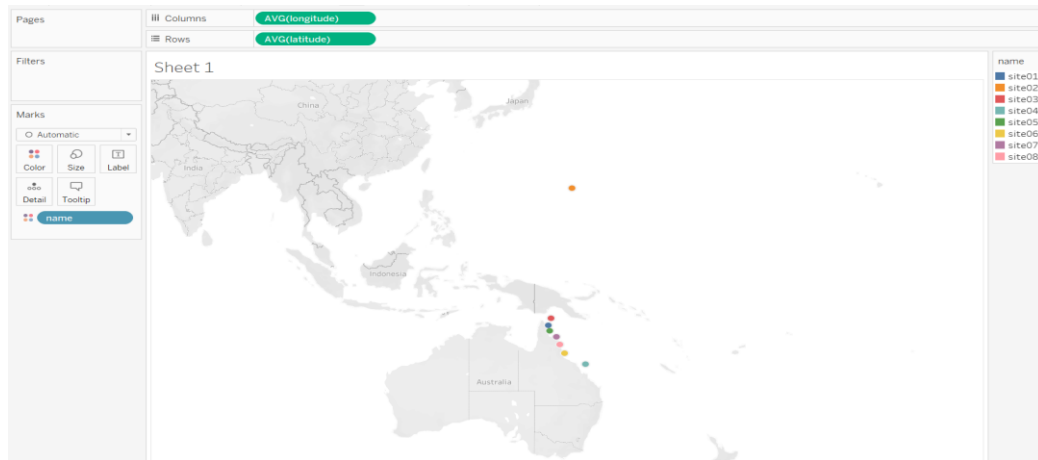 Pages
Columns AVG(longitude)
Rows AVG(latitude)
Filters
Sheet 1
name
site01
site02
site03
site04
site05
site06
site07
site08
Marks
Automatic
Color Size Label
Detail Tooltip
name
China
Japan
India
Indonesia
Australia